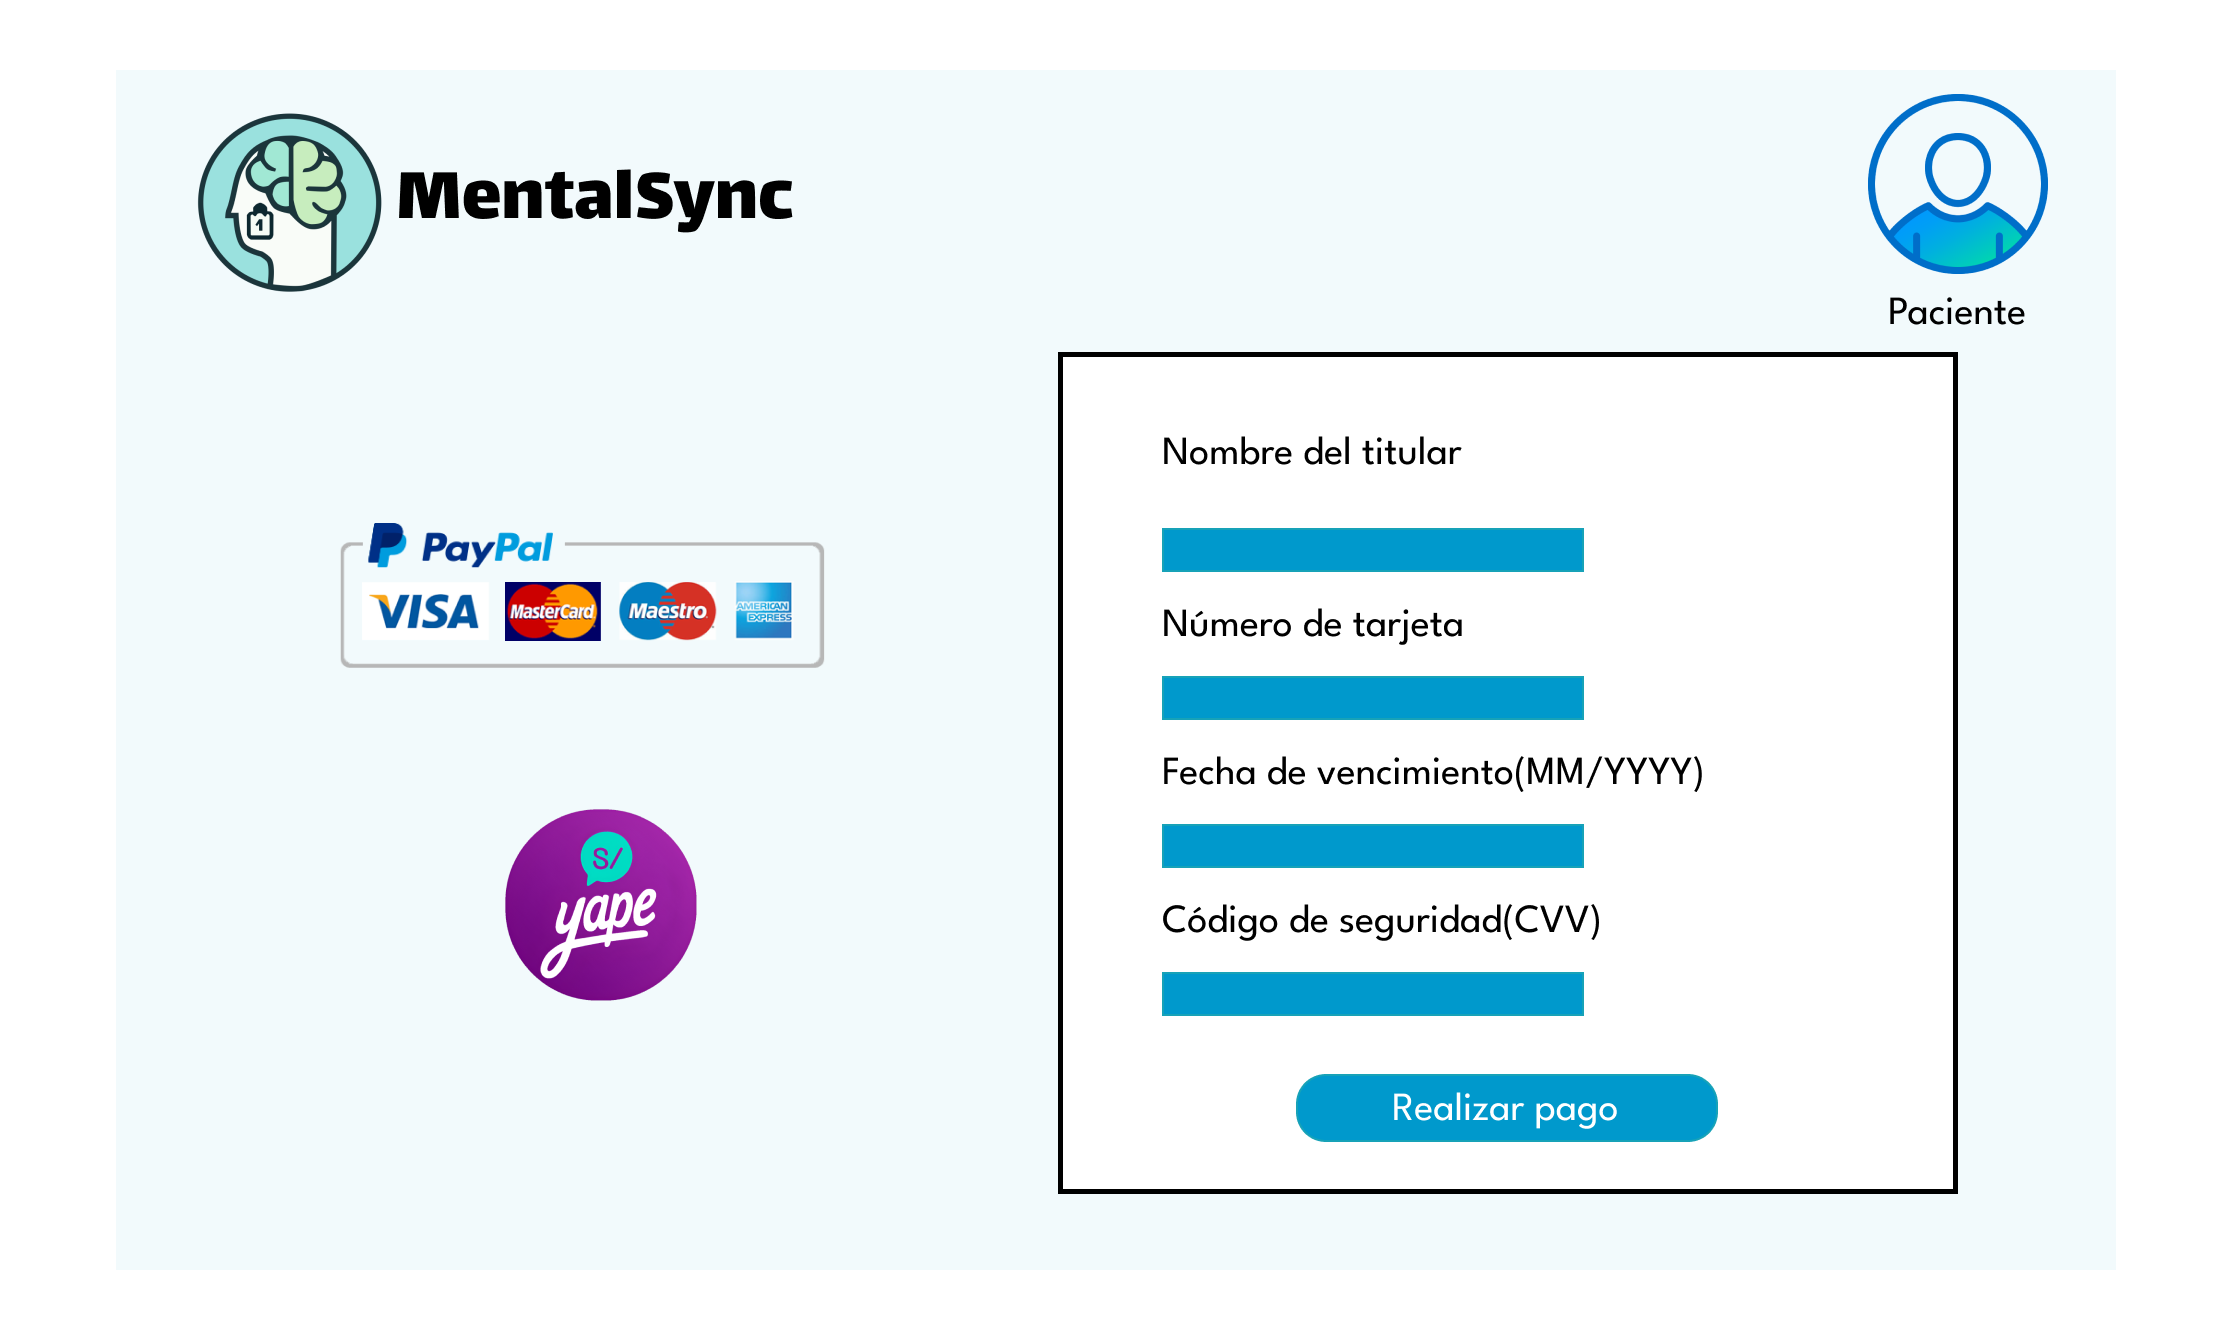 1
MentalSync
Paciente
PayPal
VISA
MasterCard
Maestro
AMERICAN
EXPRESS
S/
yape
Nombre del titular
Número de tarjeta
Fecha de vencimiento(MM/YYYY)
Código de seguridad(CVV)
Realizar pago